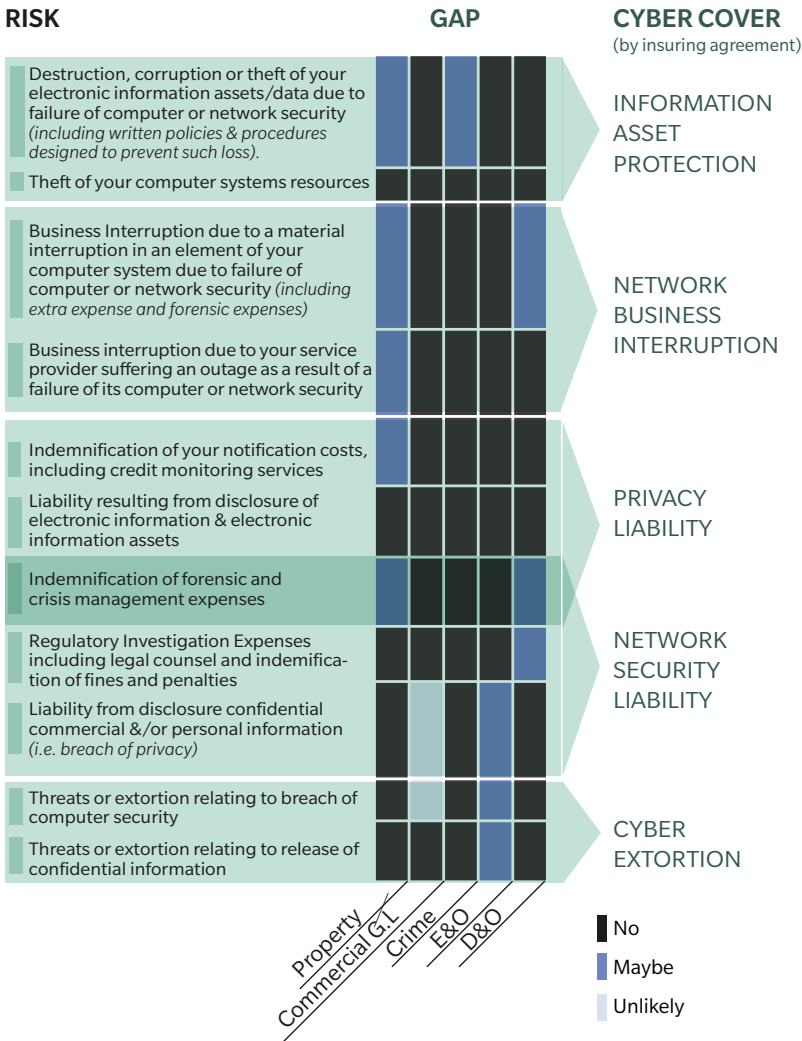 RISK
GAP
CYBER COVER
(by insuring agreement)
Destruction, corruption or theft of your
electronic information assets/data due to
failure of computer or network security
(including written policies & procedures
designed to prevent such loss).
Theft of your computer systems resources
INFORMATION
ASSET
PROTECTION
Business Interruption due to a material
interruption in an element of your
computer system due to failure of
computer or network security (including
extra expense and forensic expenses)
Business interruption due to your service
provider suffering an outage as a result of a
failure of its computer or network security
NETWORK
BUSINESS
INTERRUPTION
Indemnification of your notification costs,
including credit monitoring services
Liability resulting from disclosure of
electronic information & electronic
information assets
PRIVACY
LIABILITY
Indemnification of forensic and
crisis management expenses
Regulatory Investigation Expenses
including legal counsel and indemifica-
tion of fines and penalties
Liability from disclosure confidential
commercial &/or personal information
(i.e. breach of privacy)
NETWORK
SECURITY
LIABILITY
Threats or extortion relating to breach of
computer security
Threats or extortion relating to release of
confidential information
CYBER
EXTORTION
Property
Commercial G.L
Crime
E&O
D&O
No
Maybe
Unlikely